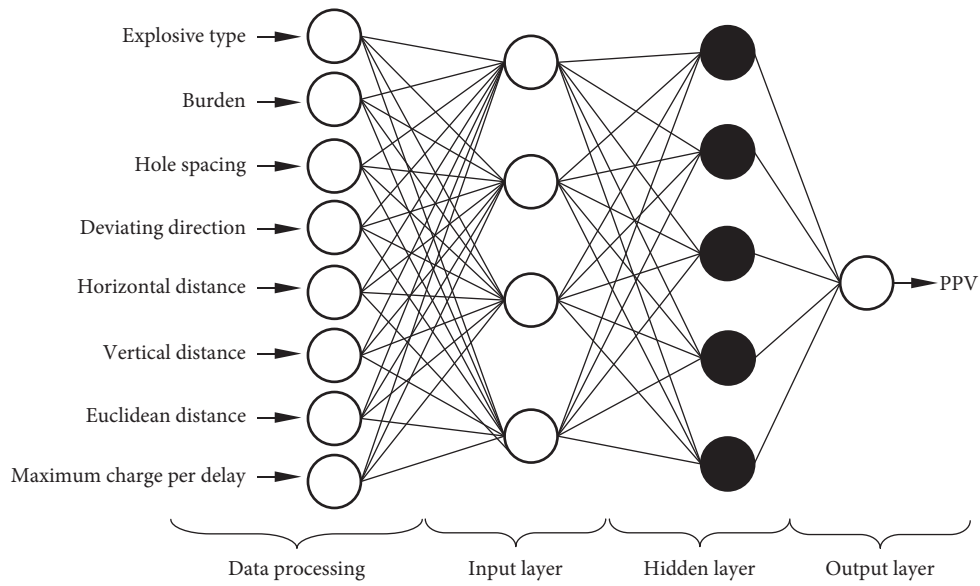 Explosive type
Burden
Hole spacing
Deviating direction
Horizontal distance
Vertical distance
Euclidean distance
Maximum charge per delay
PPV
Data processing
Input layer
Hidden layer
Output layer